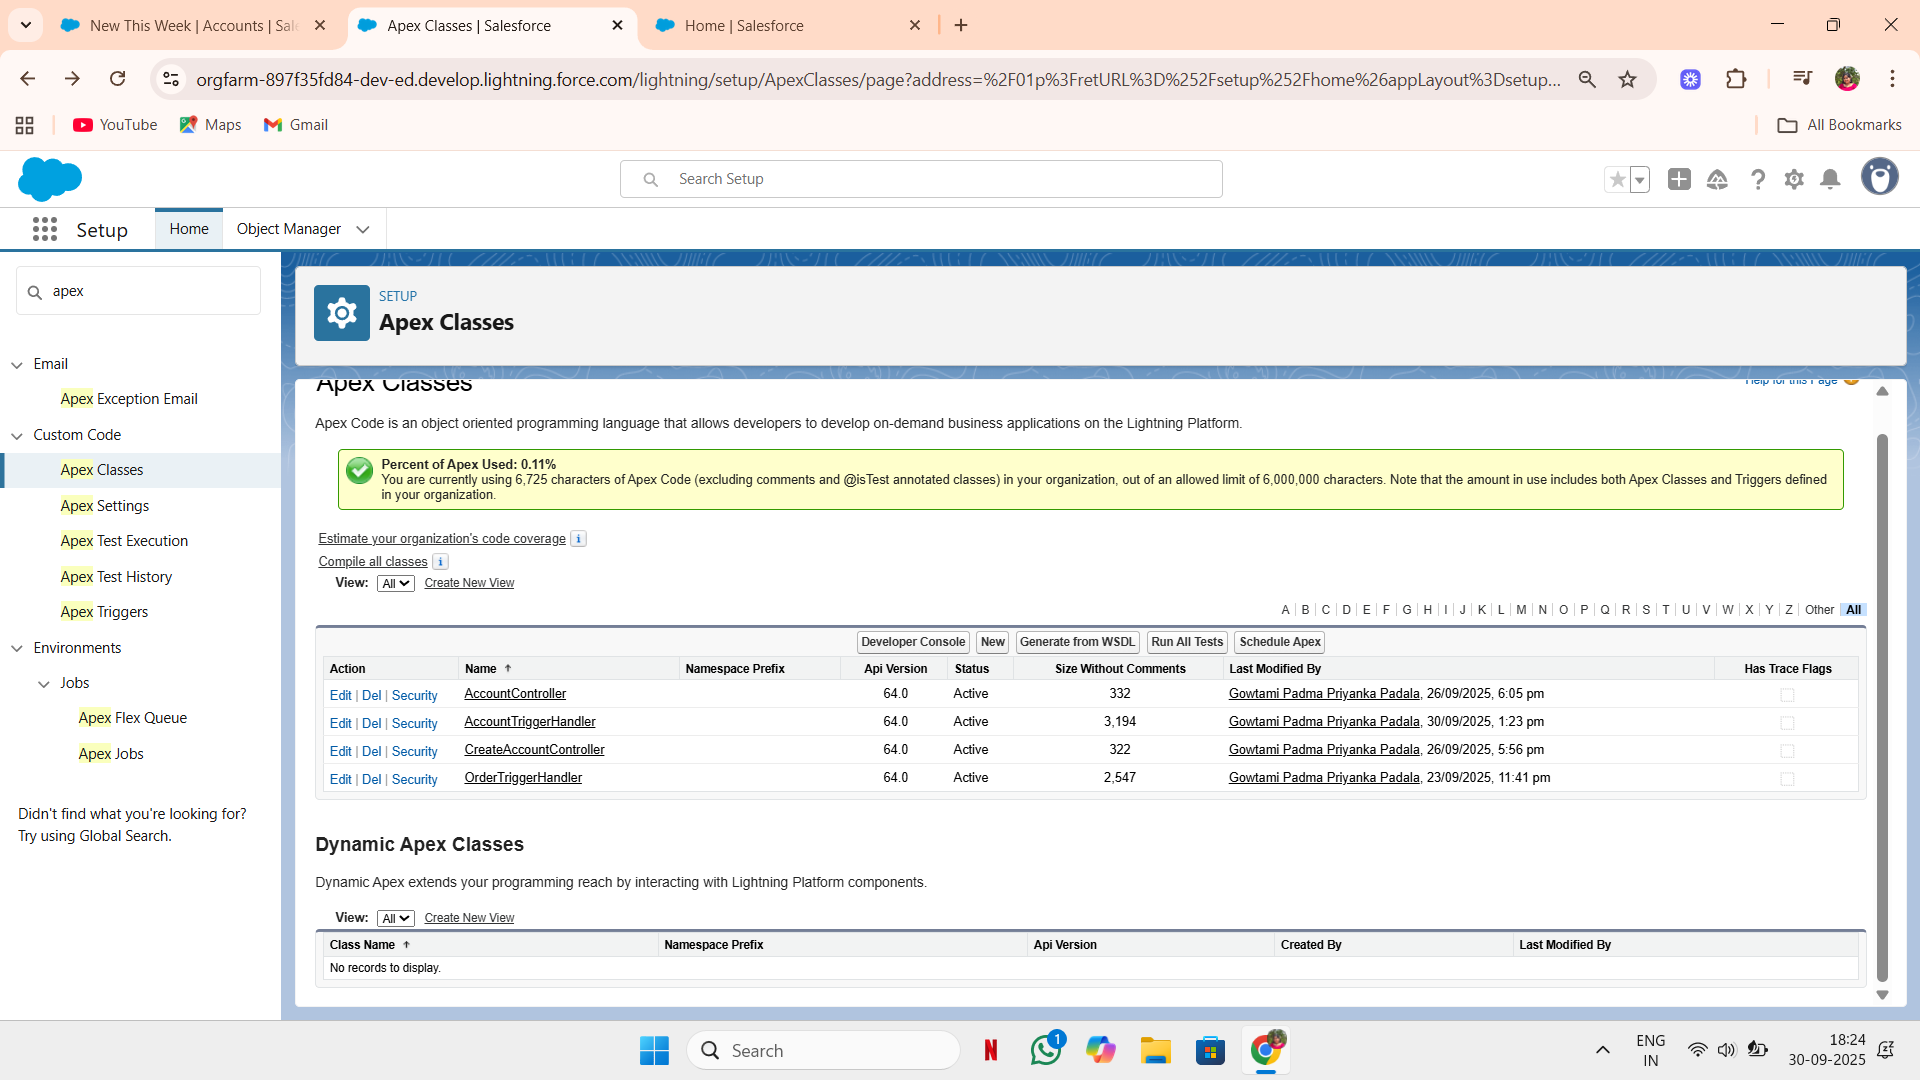 New This Week | Accounts | Sal
Apex Classes | Salesforce
Home | Salesforce
orgfarm-897f35fd84-dev-ed.develop.lightning.force.com/lightning/setup/ApexClasses/page?address=%2F01p%3FretURL%3D%252Fsetup%252Fhome%26appLayout%3Dsetup...
YouTube
Maps
Gmail
All Bookmarks
Search Setup
Setup
Home
Object Manager
apex
Email
Apex Exception Email
Custom Code
Apex Classes
Apex Settings
Apex Test Execution
Apex Test History
Apex Triggers
Environments
Jobs
Apex Flex Queue
Apex Jobs
Didn't find what you're looking for?
Try using Global Search.
SETUP
Apex Classes
Apex Classes
Help for this Page
Apex Code is an object oriented programming language that allows developers to develop on-demand business applications on the Lightning Platform.
Percent of Apex Used: 0.11%
You are currently using 6,725 characters of Apex Code (excluding comments and @isTest annotated classes) in your organization, out of an allowed limit of 6,000,000 characters. Note that the amount in use includes both Apex Classes and Triggers defined
in your organization.
Estimate your organization's code coverage i
Compile all classes i
View: All Create New View
A | B | C | D | E | F | G | H | I | J | K | L | M | N | O | P | Q | R | S | T | U | V | W | X | Y | Z | Other All
Developer Console New Generate from WSDL Run All Tests Schedule Apex
Action Name ↑ Namespace Prefix Api Version Status Size Without Comments Last Modified By Has Trace Flags
Edit | Del | Security AccountController 64.0 Active 332 Gowtami Padma Priyanka Padala, 26/09/2025, 6:05 pm
Edit | Del | Security AccountTriggerHandler 64.0 Active 3,194 Gowtami Padma Priyanka Padala, 30/09/2025, 1:23 pm
Edit | Del | Security CreateAccountController 64.0 Active 322 Gowtami Padma Priyanka Padala, 26/09/2025, 5:56 pm
Edit | Del | Security OrderTriggerHandler 64.0 Active 2,547 Gowtami Padma Priyanka Padala, 23/09/2025, 11:41 pm
Dynamic Apex Classes
Dynamic Apex extends your programming reach by interacting with Lightning Platform components.
View: All Create New View
Class Name ↑ Namespace Prefix Api Version Created By Last Modified By
No records to display.
Search
N
1
ENG
IN
18:24
30-09-2025